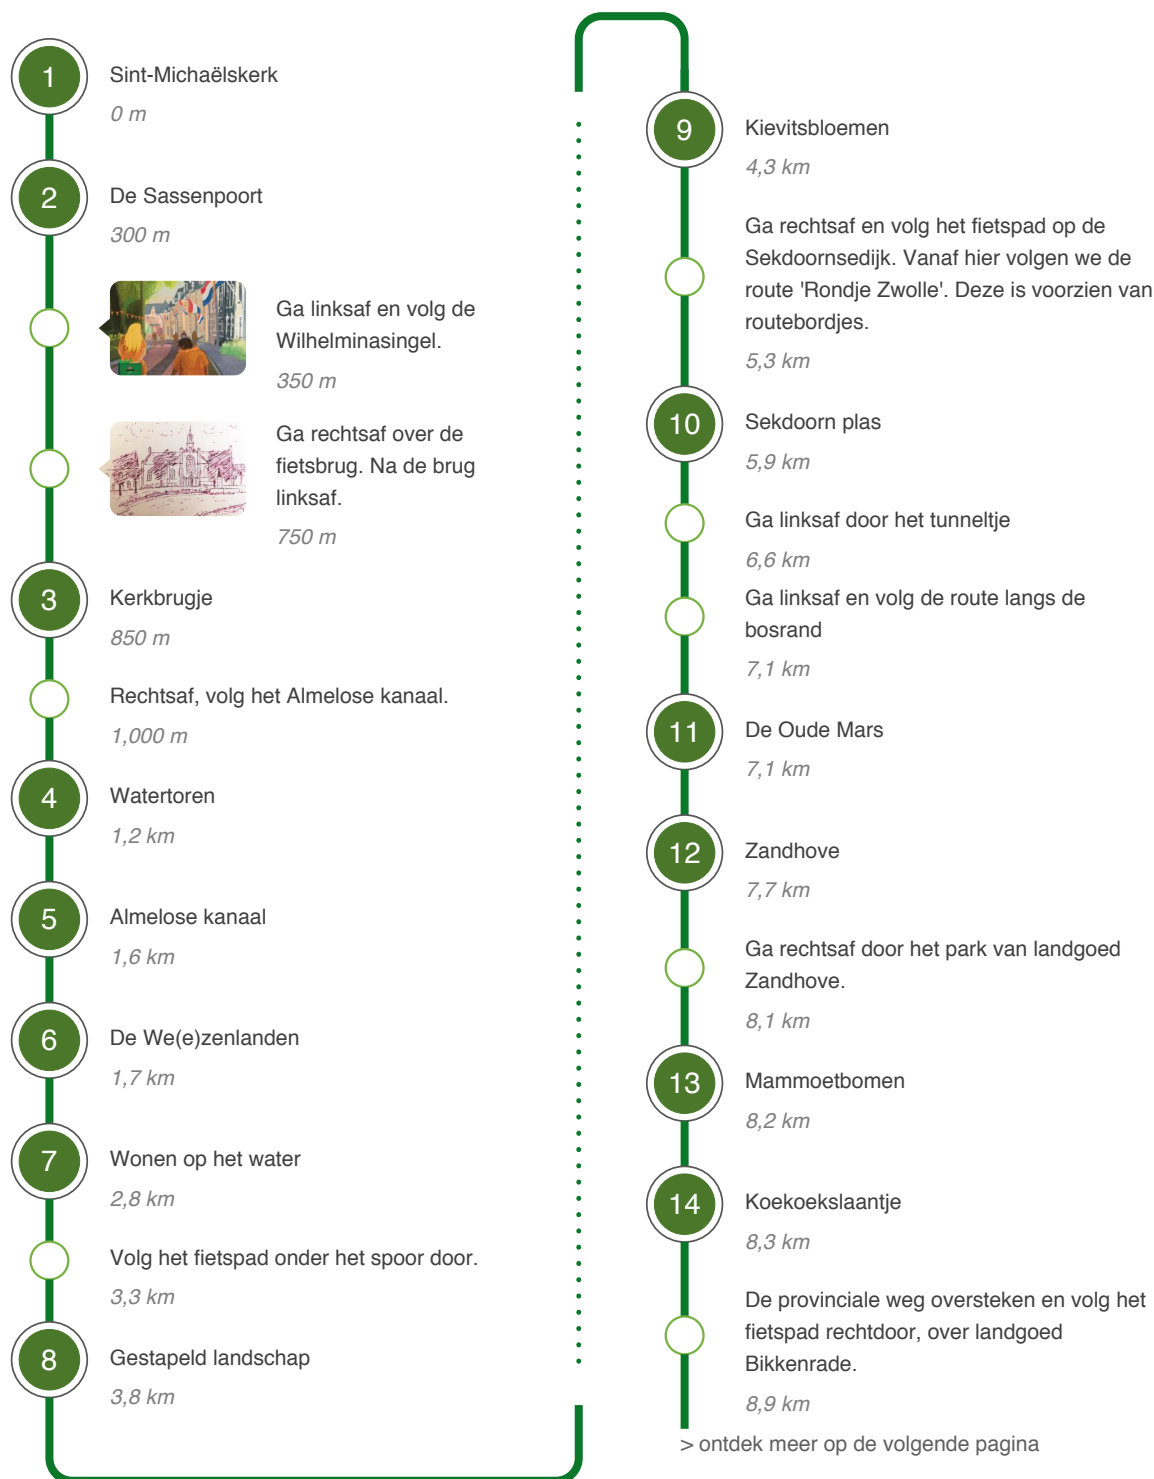 1
Sint-Michaëlskerk
0 m
2
De Sassenpoort
300 m
Ga linksaf en volg de
Wilhelminasingel.
350 m
Ga rechtsaf over de
fietsbrug. Na de brug
linksaf.
750 m
3
Kerkbrugje
850 m
Rechtsaf, volg het Almelose kanaal.
1,000 m
4
Watertoren
1,2 km
5
Almelose kanaal
1,6 km
6
De We(e)zenlanden
1,7 km
7
Wonen op het water
2,8 km
Volg het fietspad onder het spoor door.
3,3 km
8
Gestapeld landschap
3,8 km
9
Kievitsbloemen
4,3 km
Ga rechtsaf en volg het fietspad op de
Sekdoornsedijk. Vanaf hier volgen we de
route 'Rondje Zwolle'. Deze is voorzien van
routebordjes.
5,3 km
10
Sekdoorn plas
5,9 km
Ga linksaf door het tunneltje
6,6 km
Ga linksaf en volg de route langs de
bosrand
7,1 km
11
De Oude Mars
7,1 km
12
Zandhove
7,7 km
Ga rechtsaf door het park van landgoed
Zandhove.
8,1 km
13
Mammoetbomen
8,2 km
14
Koekoekslaantje
8,3 km
De provinciale weg oversteken en volg het
fietspad rechtdoor, over landgoed
Bikkenrade.
8,9 km
> ontdek meer op de volgende pagina